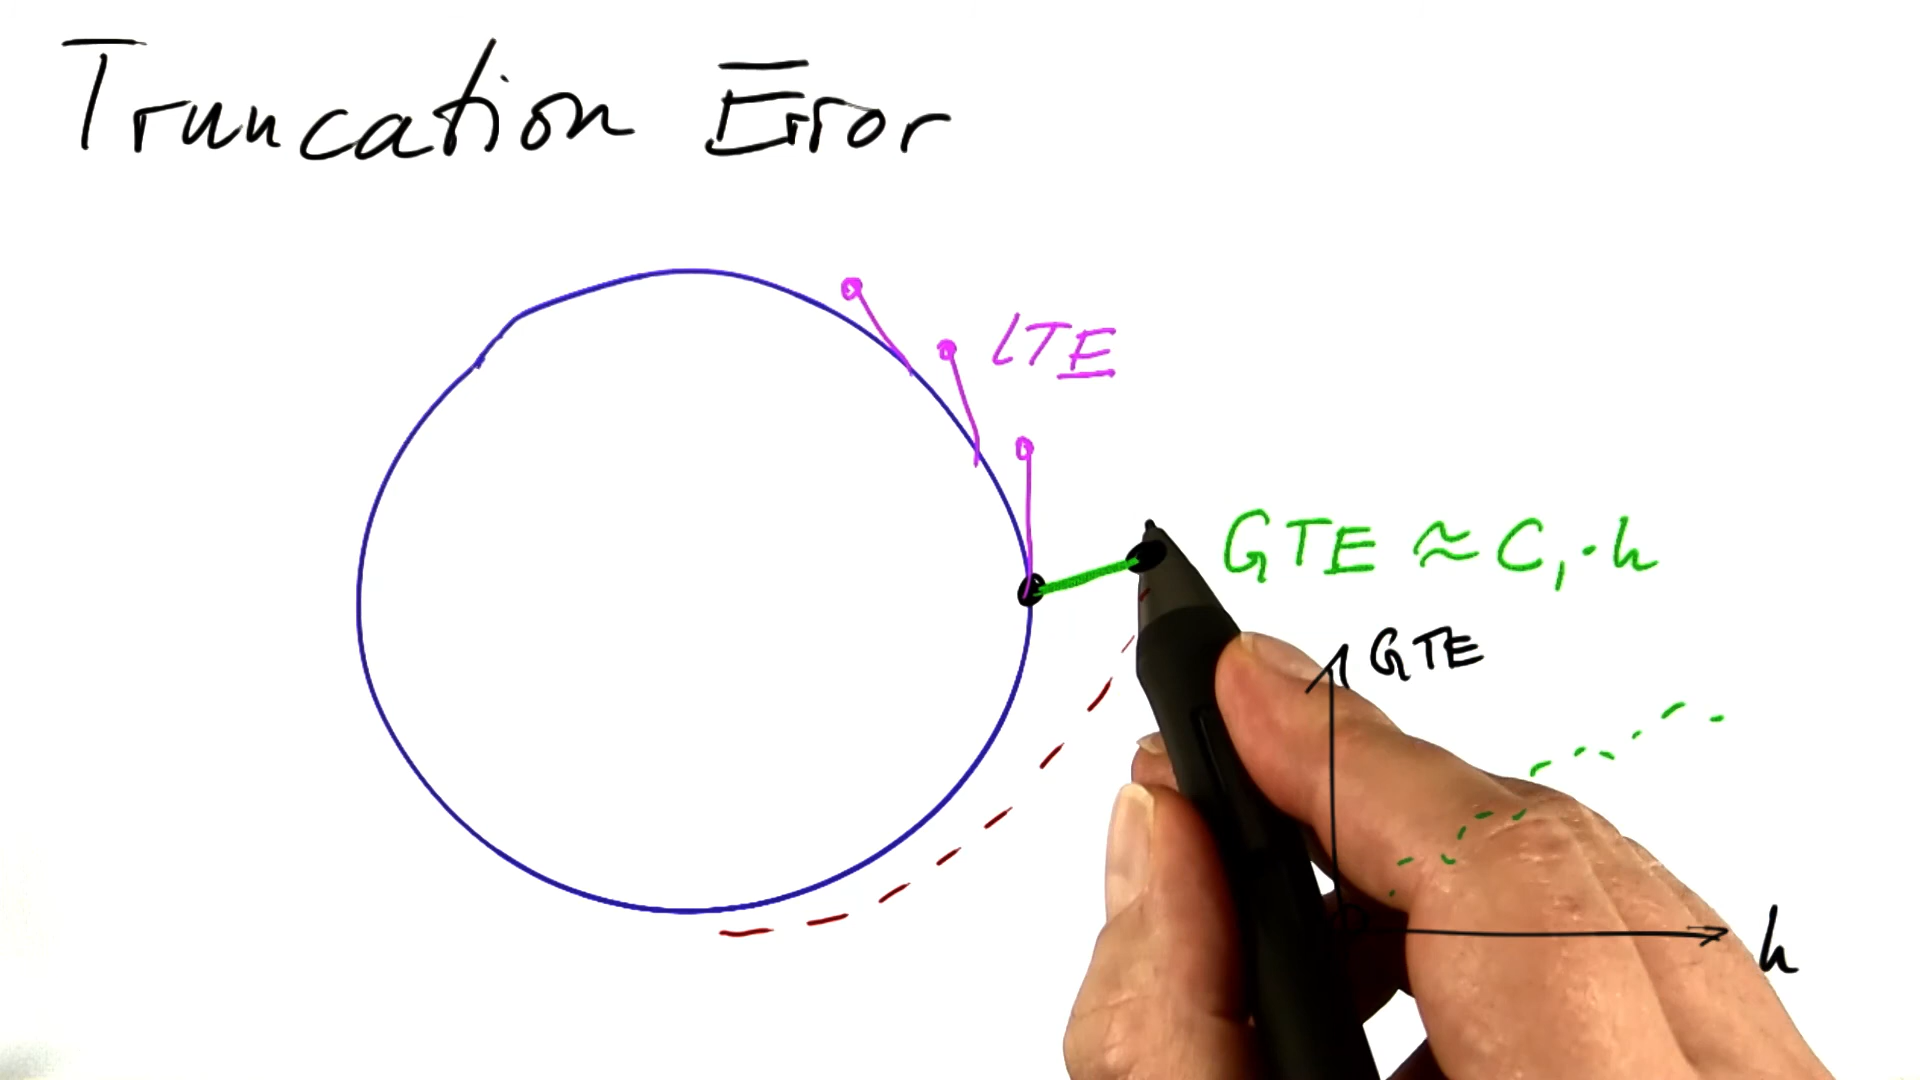 Truncation Error
LTE
GTE ≈ C₁·h
GTE
h